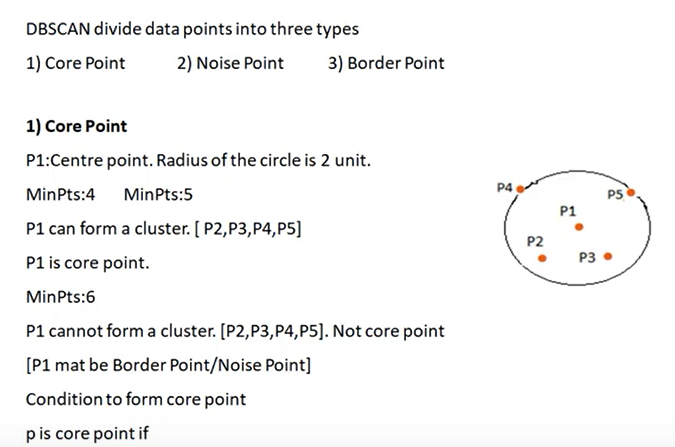 DBSCAN divide data points into three types
1) Core Point 2) Noise Point 3) Border Point
1) Core Point
P1:Centre point. Radius of the circle is 2 unit.
MinPts:4 MinPts:5
P1 can form a cluster. [ P2,P3,P4,P5]
P1 is core point.
MinPts:6
P1 cannot form a cluster. [P2,P3,P4,P5]. Not core point
[P1 mat be Border Point/Noise Point]
Condition to form core point
p is core point if
P4
P5
P1
P2
P3